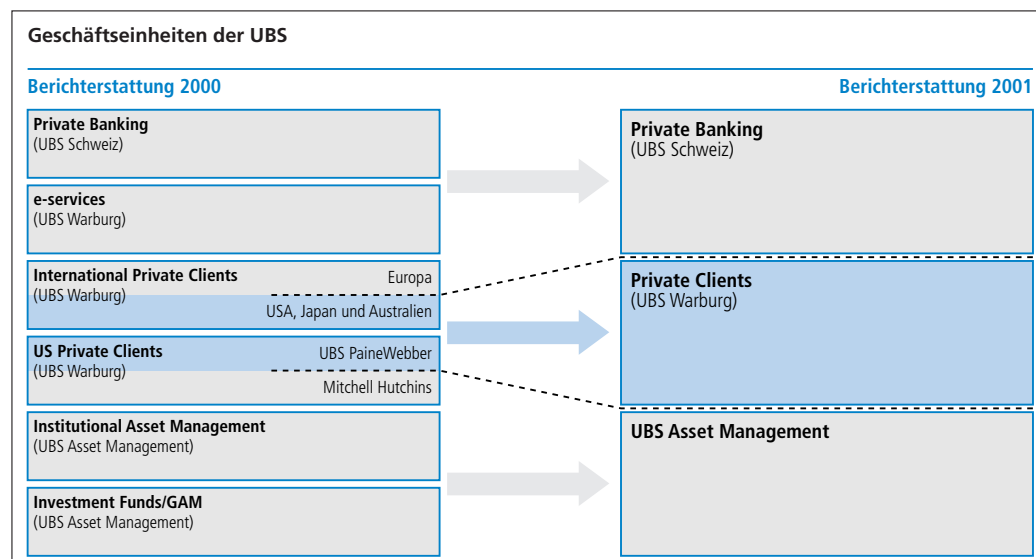 Geschäftseinheiten der UBS
Berichterstattung 2000
Berichterstattung 2001
Private Banking
(UBS Schweiz)
e-services
(UBS Warburg)
International Private Clients
(UBS Warburg)
Europa
USA, Japan und Australien
US Private Clients
(UBS Warburg)
UBS PaineWebber
Mitchell Hutchins
Institutional Asset Management
(UBS Asset Management)
Investment Funds/GAM
(UBS Asset Management)
Private Banking
(UBS Schweiz)
Private Clients
(UBS Warburg)
UBS Asset Management